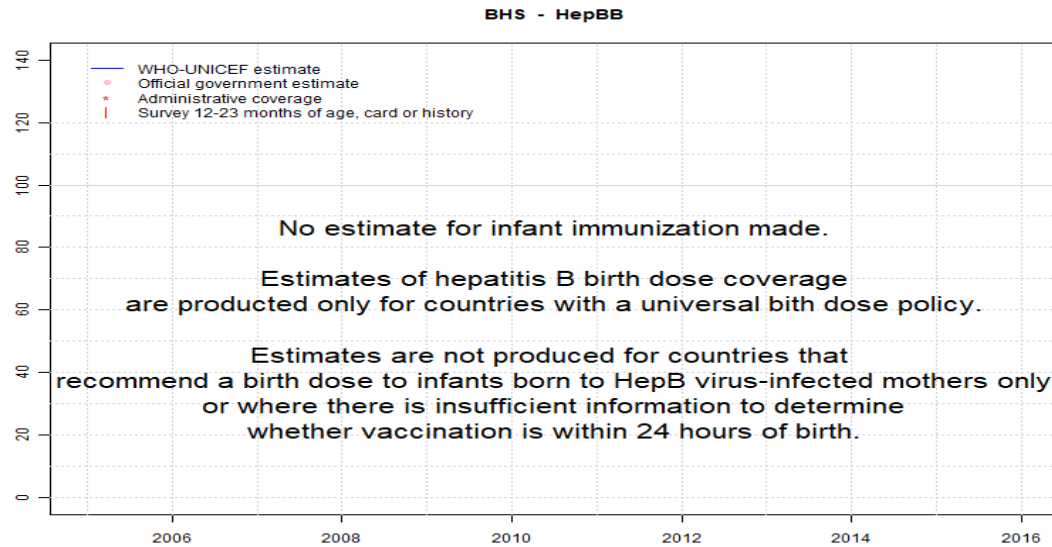 BHS - HepBB
WHO-UNICEF estimate
Official government estimate
Administrative coverage
Survey 12-23 months of age, card or history
No estimate for infant immunization made.
Estimates of hepatitis B birth dose coverage
are producted only for countries with a universal bith dose policy.
Estimates are not produced for countries that
recommend a birth dose to infants born to HepB virus-infected mothers only
or where there is insufficient information to determine
whether vaccination is within 24 hours of birth.
140
120
100
80
60
40
20
0
2006 2008 2010 2012 2014 2016